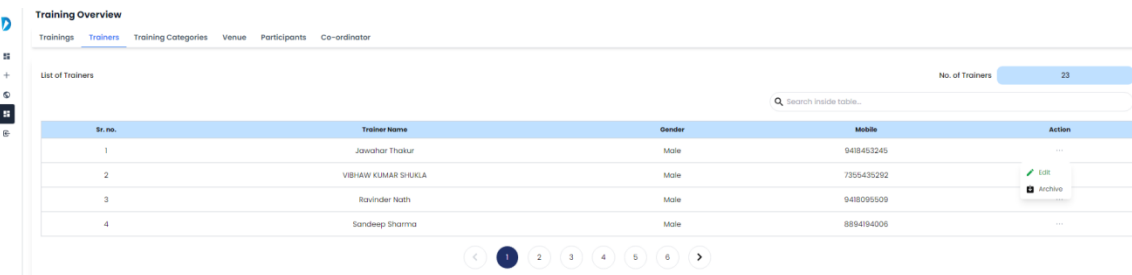 Training Overview
Trainings Trainers Training Categories Venue Participants Co-ordinator
List of Trainers No. of Trainers 23
Search inside table...
Sr. no. Trainer Name Gender Mobile Action
1 Jawahar Thakur Male 9418453245 ...
2 VIBHAW KUMAR SHUKLA Male 7355435292 Edit
Archive
3 Ravinder Nath Male 9418095509 ...
4 Sandeep Sharma Male 8894194006 ...
< 1 2 3 4 5 6 >